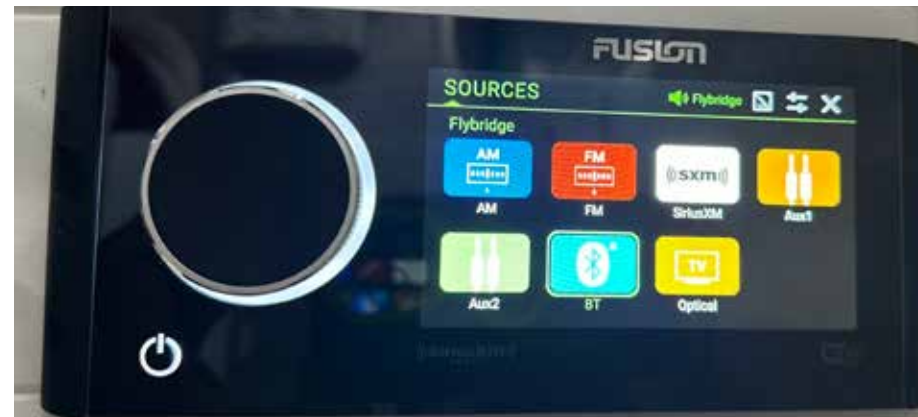 FUSION
SOURCES
Flybridge
Flybridge
AM
FM
((sxm))
AM
FM
SiriusXM
Aux1
TV
Aux2
BT
Optical